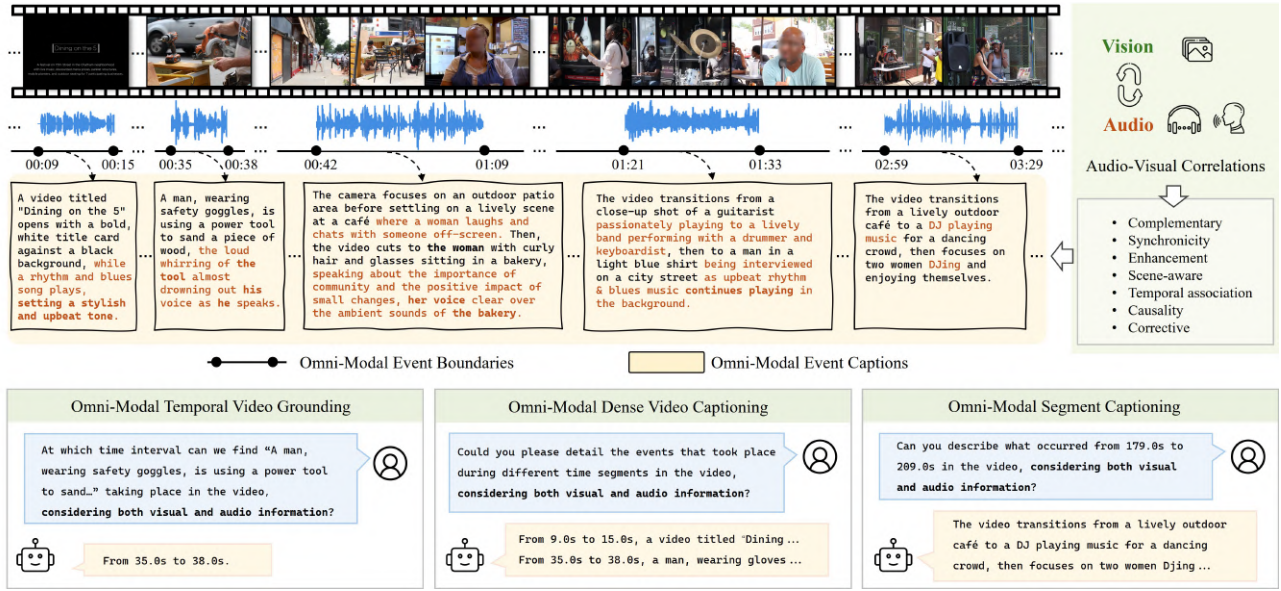 [Dining on the 5]
Vision
Audio
Audio-Visual Correlations
00:09
00:15
00:35
00:38
00:42
01:09
01:21
01:33
02:59
03:29
A video titled
"Dining on the 5"
opens with a bold,
white title card
against a black
background, while
a rhythm and blues
song plays,
setting a stylish
and upbeat tone.
A man, wearing
safety goggles, is
using a power tool
to sand a piece of
wood, the loud
whirring of the
tool almost
drowning out his
voice as he speaks.
The camera focuses on an outdoor patio
area before settling on a lively scene
at a café where a woman laughs and
chats with someone off-screen. Then,
the video cuts to the woman with curly
hair and glasses sitting in a bakery,
speaking about the importance of
community and the positive impact of
small changes, her voice clear over
the ambient sounds of the bakery.
The video transitions from a
close-up shot of a guitarist
passionately playing to a lively
band performing with a drummer and
keyboardist, then to a man in a
light blue shirt being interviewed
on a city street as upbeat rhythm
& blues music continues playing in
the background.
The video transitions
from a lively outdoor
café to a DJ playing
music for a dancing
crowd, then focuses on
two women DJing and
enjoying themselves.
• Complementary
• Synchronicity
• Enhancement
• Scene-aware
• Temporal association
• Causality
• Corrective
Omni-Modal Event Boundaries
Omni-Modal Event Captions
Omni-Modal Temporal Video Grounding
At which time interval can we find “A man,
wearing safety goggles, is using a power tool
to sand…” taking place in the video,
considering both visual and audio information?
From 35.0s to 38.0s.
Omni-Modal Dense Video Captioning
Could you please detail the events that took place
during different time segments in the video,
considering both visual and audio information?
From 9.0s to 15.0s, a video titled “Dining ...
From 35.0s to 38.0s, a man, wearing gloves ...
Omni-Modal Segment Captioning
Can you describe what occurred from 179.0s to
209.0s in the video, considering both visual
and audio information?
The video transitions from a lively outdoor
café to a DJ playing music for a dancing
crowd, then focuses on two women Djing ...